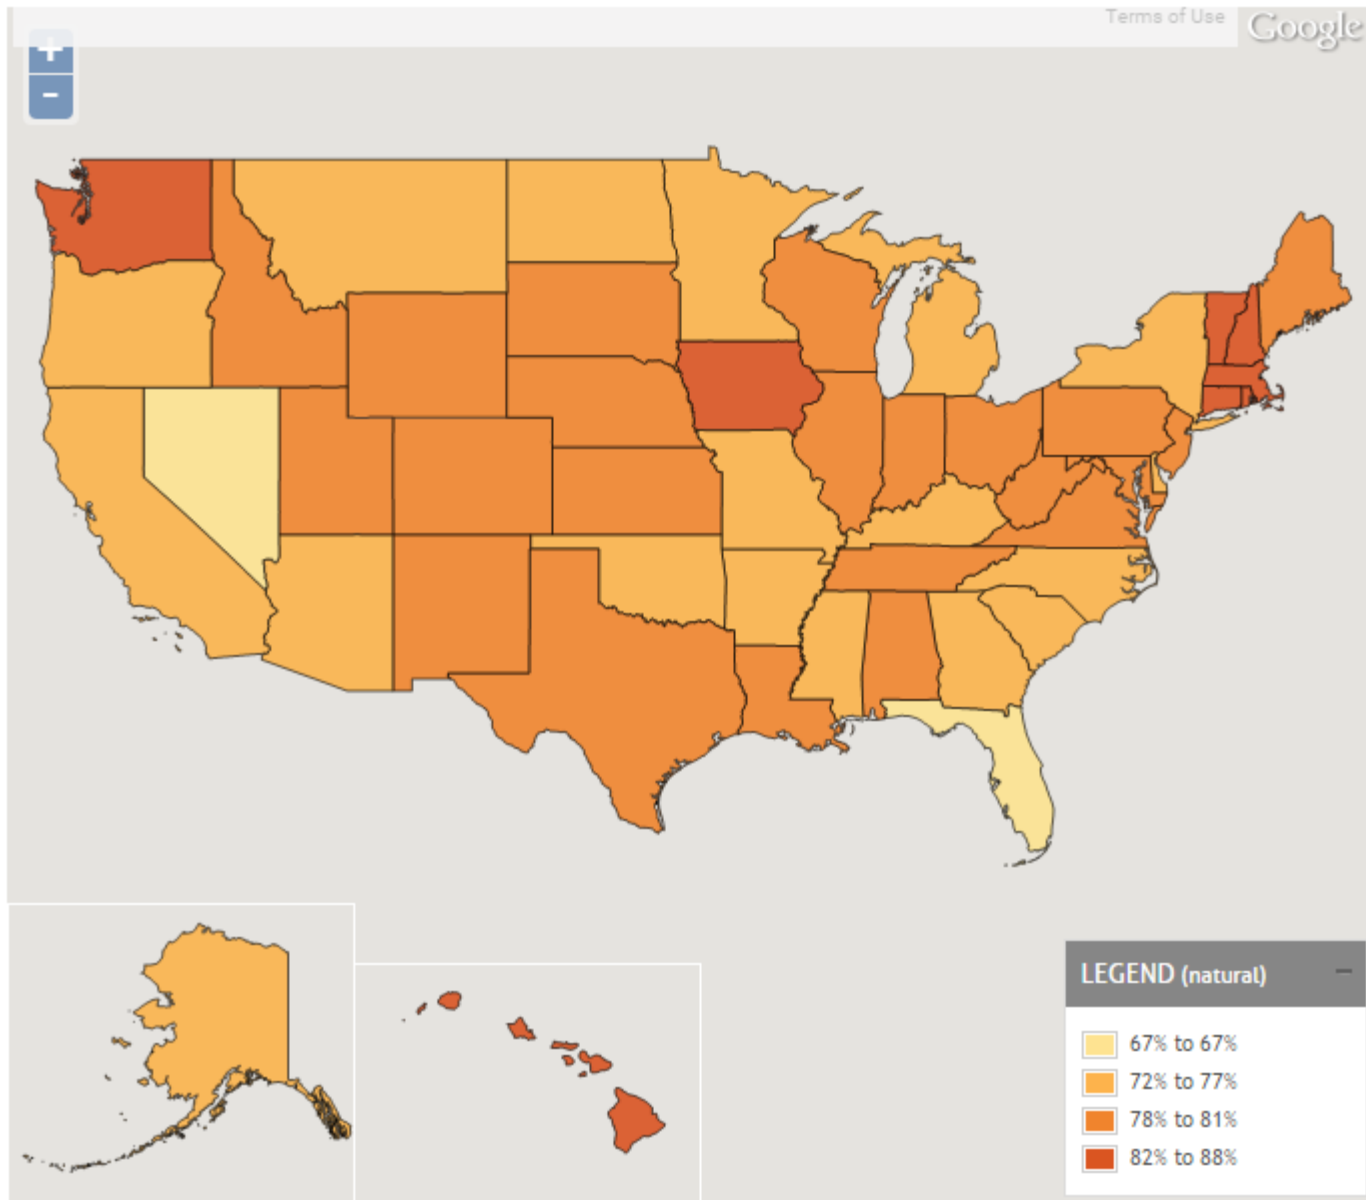 Terms of Use
Google
+
-
LEGEND (natural)
67% to 67%
72% to 77%
78% to 81%
82% to 88%